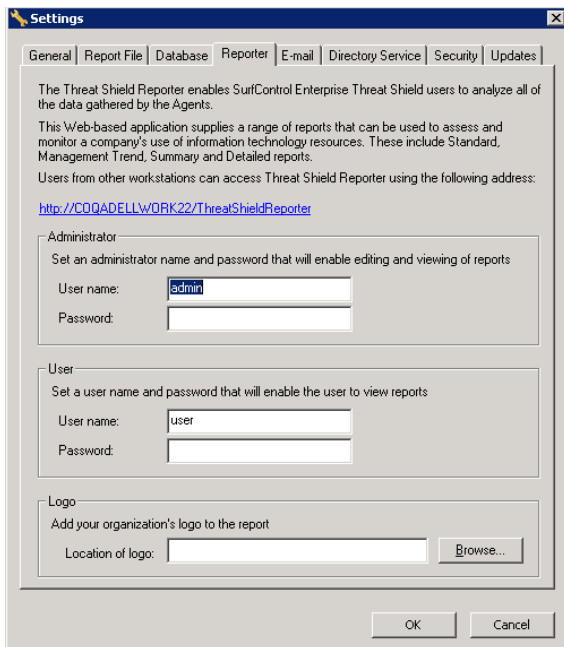 Settings
General Report File Database Reporter E-mail Directory Service Security Updates
The Threat Shield Reporter enables SurfControl Enterprise Threat Shield users to analyze all of
the data gathered by the Agents.
This Web-based application supplies a range of reports that can be used to assess and
monitor a company's use of information technology resources. These include Standard,
Management Trend, Summary and Detailed reports.
Users from other workstations can access Threat Shield Reporter using the following address:
http://COQADELLWORK22/ThreatShieldReporter
Administrator
Set an administrator name and password that will enable editing and viewing of reports
User name: admin
Password:
User
Set a user name and password that will enable the user to view reports
User name: user
Password:
Logo
Add your organization's logo to the report
Location of logo: Browse...
OK Cancel